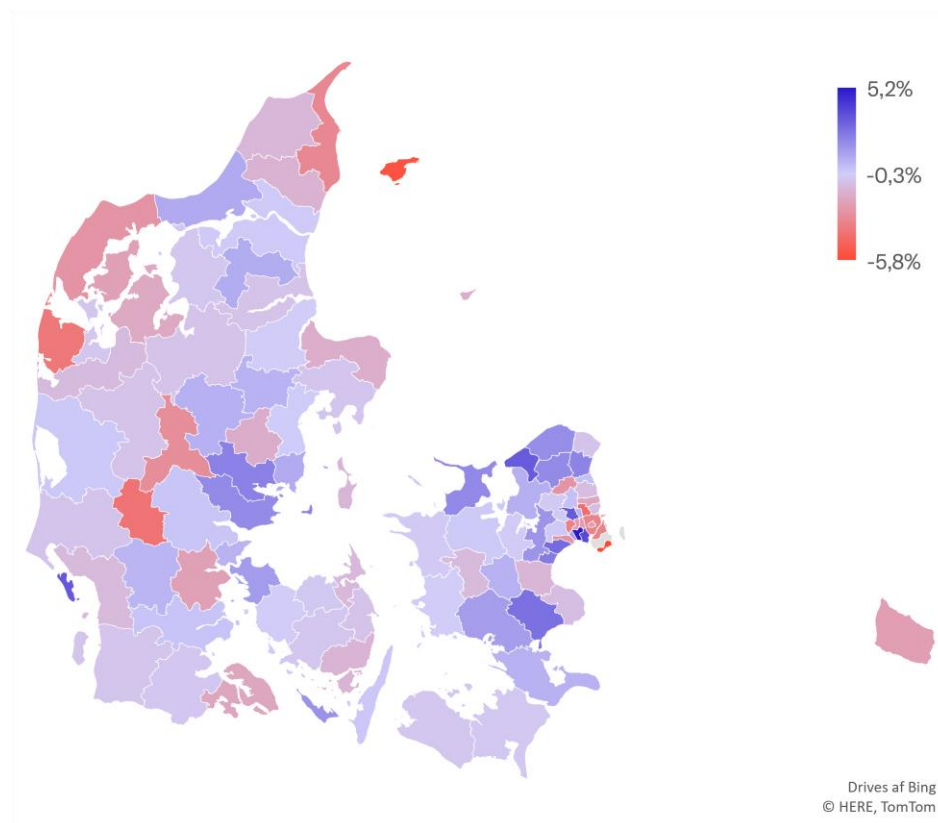 5,2%
-0,3%
-5,8%
Drives af Bing
© HERE, TomTom